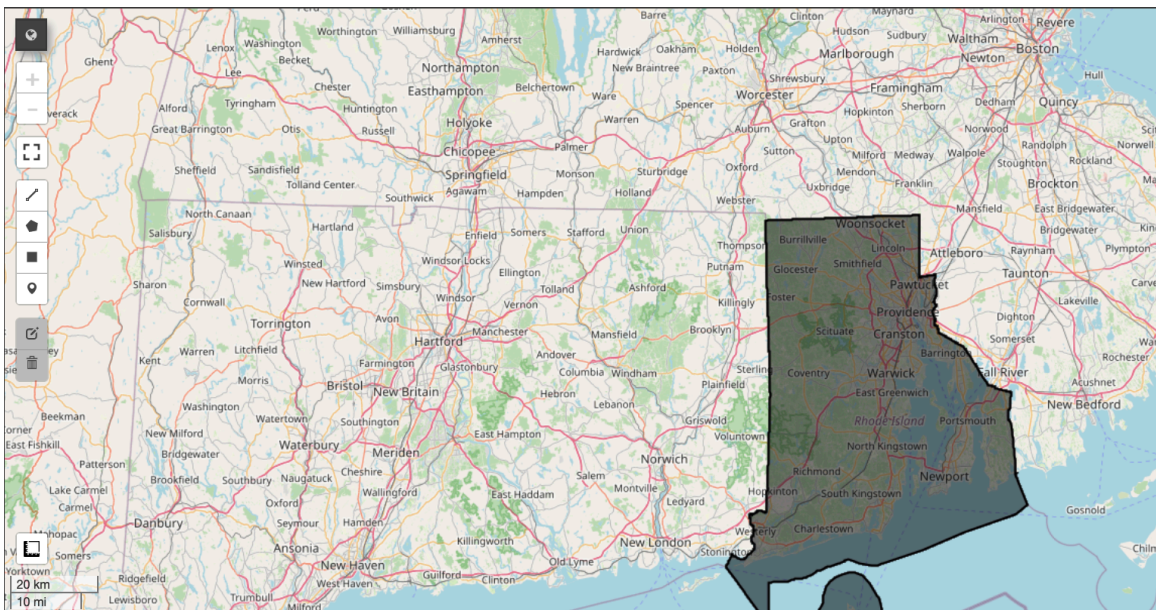 Barre
Clinton
Maynard
Arlington
Revere
Lenox
Washington
Worthington
Williamsburg
Amherst
Hardwick
Oakham
Holden
Hudson
Sudbury
Waltham
Boston
Ghent
Lee
Becket
Northampton
New Braintree
Paxton
Shrewsbury
Marlborough
Newton
Hull
Chester
Easthampton
Belchertown
Ware
Spencer
Worcester
Framingham
Alford
Tyringham
Huntington
Holyoke
Warren
Grafton
Hopkinton
Sherborn
Dedham
Quincy
Great Barrington
Otis
Russell
Chicopee
Palmer
Auburn
Upton
Norwood
Randolph
Norwell
Sheffield
Sandisfield
Springfield
Monson
Sturbridge
Oxford
Sutton
Milford
Medway
Walpole
Stoughton
Rockland
Tolland Center
Agawam
Hampden
Holland
Mendon
Uxbridge
Franklin
Brockton
Southwick
Webster
North Canaan
Mansfield
East Bridgewater
Salisbury
Hartland
Enfield
Somers
Stafford
Union
Woonsocket
Bridgewater
Burrillville
Lincoln
Attleboro
Raynham
Plympton
Winsted
Windsor Locks
Putnam
Smithfield
Glocester
Taunton
Sharon
New Hartford
Simsbury
Ellington
Tolland
Ashford
Pawtucket
Cornwall
Windsor
Vernon
Killingly
Foster
Lakeville
Torrington
Avon
Manchester
Mansfield
Brooklyn
Scituate
Providence
Dighton
Warren
Litchfield
Hartford
Cranston
Somerset
Kent
Farmington
Glastonbury
Andover
Columbia
Windham
Sterling
Barrington
Rochester
Morris
Bristol
New Britain
Plainfield
Coventry
Warwick
Fall River
Acushnet
Washington
Hebron
Lebanon
East Greenwich
New Bedford
Beekman
Watertown
Southington
Griswold
Rhode Island
Portsmouth
East Fishkill
New Milford
Bridgewater
Waterbury
Meriden
East Hampton
Voluntown
North Kingstown
Patterson
Cheshire
Norwich
Richmond
Newport
Lake Carmel
Carmel
Brookfield
Southbury
Naugatuck
Wallingford
East Haddam
Salem
Montville
Ledyard
Hopkinton
South Kingstown
Oxford
Gosnold
Danbury
Seymour
Hamden
Westerly
Charlestown
Somers
Ansonia
Killingworth
New London
Stonington
Yorktown
New Haven
Old Lyme
Ridgefield
West Haven
Guilford
Clinton
20 km
Lewisboro
Trumbull
Milford
10 mi